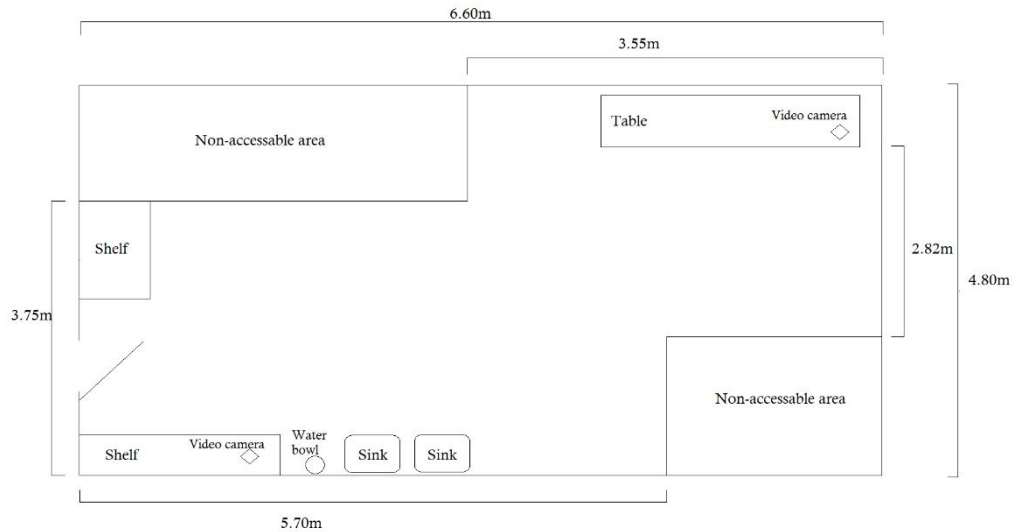 6.60m
3.55m
Table
Video camera
Non-accessable area
Shelf
2.82m
4.80m
3.75m
Non-accessable area
Water
bowl
Shelf
Video camera
Sink
Sink
5.70m